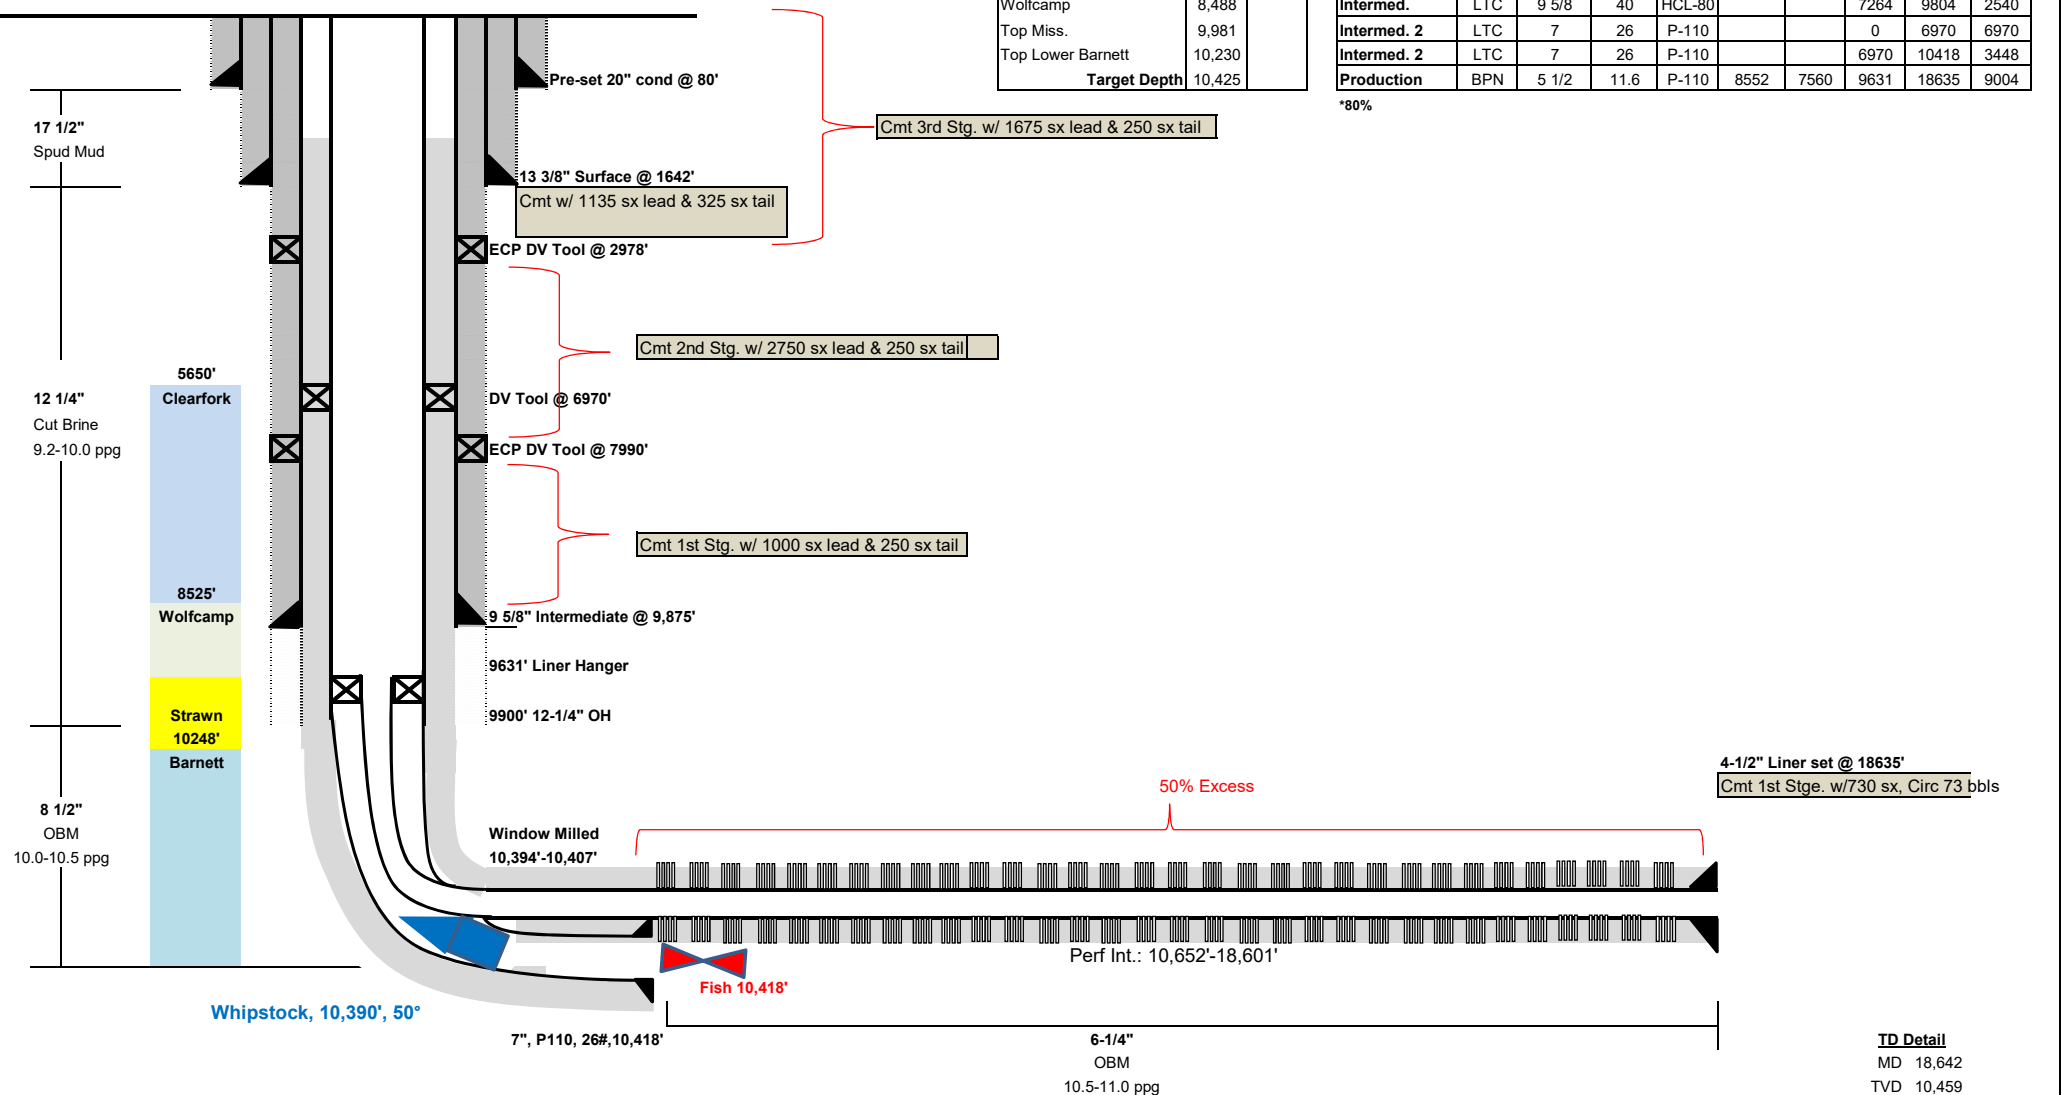 Wolfcamp 8,488
Top Miss. 9,981
Top Lower Barnett 10,230
Target Depth 10,425
Intermed. LTC 9 5/8 40 HCL-80 7264 9804 2540
Intermed. 2 LTC 7 26 P-110 0 6970 6970
Intermed. 2 LTC 7 26 P-110 6970 10418 3448
Production BPN 5 1/2 11.6 P-110 8552 7560 9631 18635 9004
*80%
Pre-set 20" cond @ 80'
17 1/2"
Spud Mud
Cmt 3rd Stg. w/ 1675 sx lead & 250 sx tail
13 3/8" Surface @ 1642'
Cmt w/ 1135 sx lead & 325 sx tail
ECP DV Tool @ 2978'
Cmt 2nd Stg. w/ 2750 sx lead & 250 sx tail
5650'
Clearfork
12 1/4"
Cut Brine
9.2-10.0 ppg
DV Tool @ 6970'
ECP DV Tool @ 7990'
Cmt 1st Stg. w/ 1000 sx lead & 250 sx tail
8525'
Wolfcamp
9 5/8" Intermediate @ 9,875'
9631' Liner Hanger
Strawn
10248'
Barnett
9900' 12-1/4" OH
4-1/2" Liner set @ 18635'
Cmt 1st Stge. w/730 sx, Circ 73 bbls
50% Excess
8 1/2"
OBM
10.0-10.5 ppg
Window Milled
10,394'-10,407'
Perf Int.: 10,652'-18,601'
Fish 10,418'
Whipstock, 10,390', 50°
7", P110, 26#,10,418'
6-1/4"
OBM
10.5-11.0 ppg
TD Detail
MD 18,642
TVD 10,459